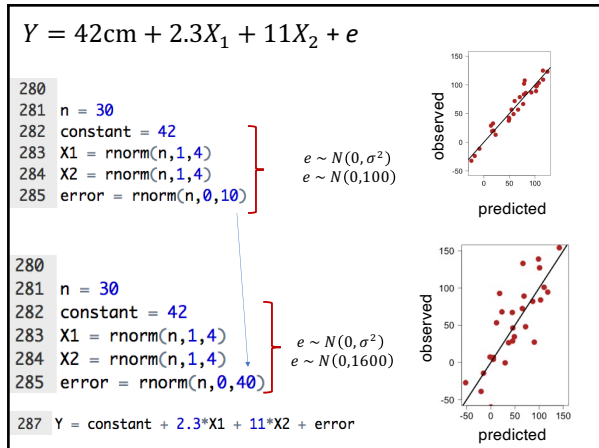 Y = 42cm + 2.3X₁ + 11X₂ + e
280
281 n = 30
282 constant = 42
283 X1 = rnorm(n,1,4)
284 X2 = rnorm(n,1,4)
285 error = rnorm(n,0,10)
e ~ N(0, σ²)
e ~ N(0,100)
observed
150
100
50
0
-50
0 50 100
predicted
280
281 n = 30
282 constant = 42
283 X1 = rnorm(n,1,4)
284 X2 = rnorm(n,1,4)
285 error = rnorm(n,0,40)
e ~ N(0, σ²)
e ~ N(0,1600)
287 Y = constant + 2.3*X1 + 11*X2 + error
observed
150
100
50
0
-50
-50 0 50 100 150
predicted